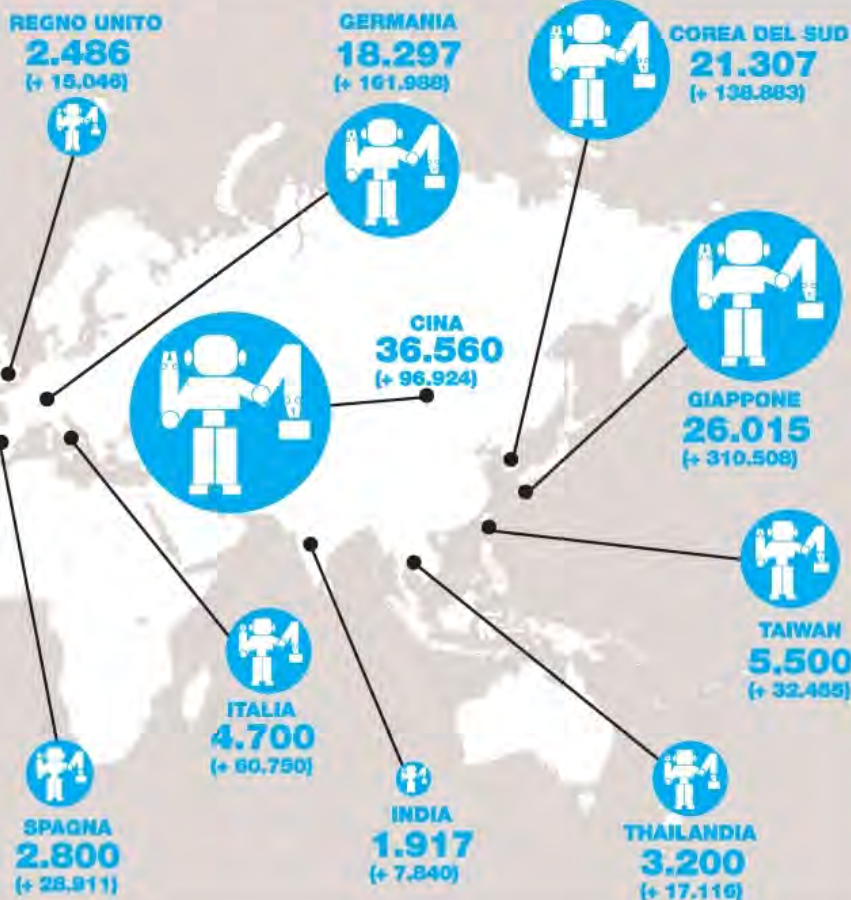 REGNO UNITO
2.486
(+ 15.046)
GERMANIA
18.297
(+ 161.988)
COREA DEL SUD
21.307
(+ 138.883)
CINA
36.560
(+ 96.924)
GIAPPONE
26.015
(+ 310.508)
TAIWAN
5.500
(+ 32.455)
ITALIA
4.700
(+ 60.750)
SPAGNA
2.800
(+ 28.911)
INDIA
1.917
(+ 7.840)
THAILANDIA
3.200
(+ 17.116)